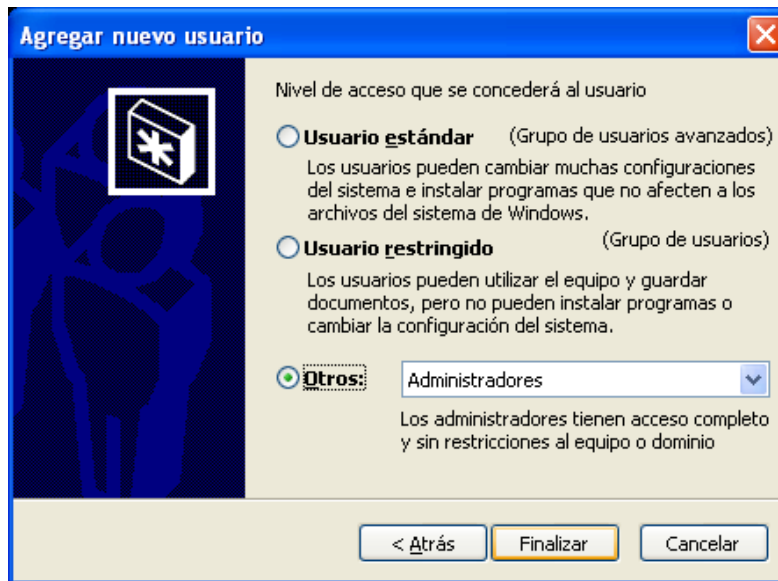 Agregar nuevo usuario
Nivel de acceso que se concederá al usuario
Usuario estándar (Grupo de usuarios avanzados)
Los usuarios pueden cambiar muchas configuraciones
del sistema e instalar programas que no afecten a los
archivos del sistema de Windows.
Usuario restringido (Grupo de usuarios)
Los usuarios pueden utilizar el equipo y guardar
documentos, pero no pueden instalar programas o
cambiar la configuración del sistema.
Otros: Administradores
Los administradores tienen acceso completo
y sin restricciones al equipo o dominio
< Atrás Finalizar Cancelar